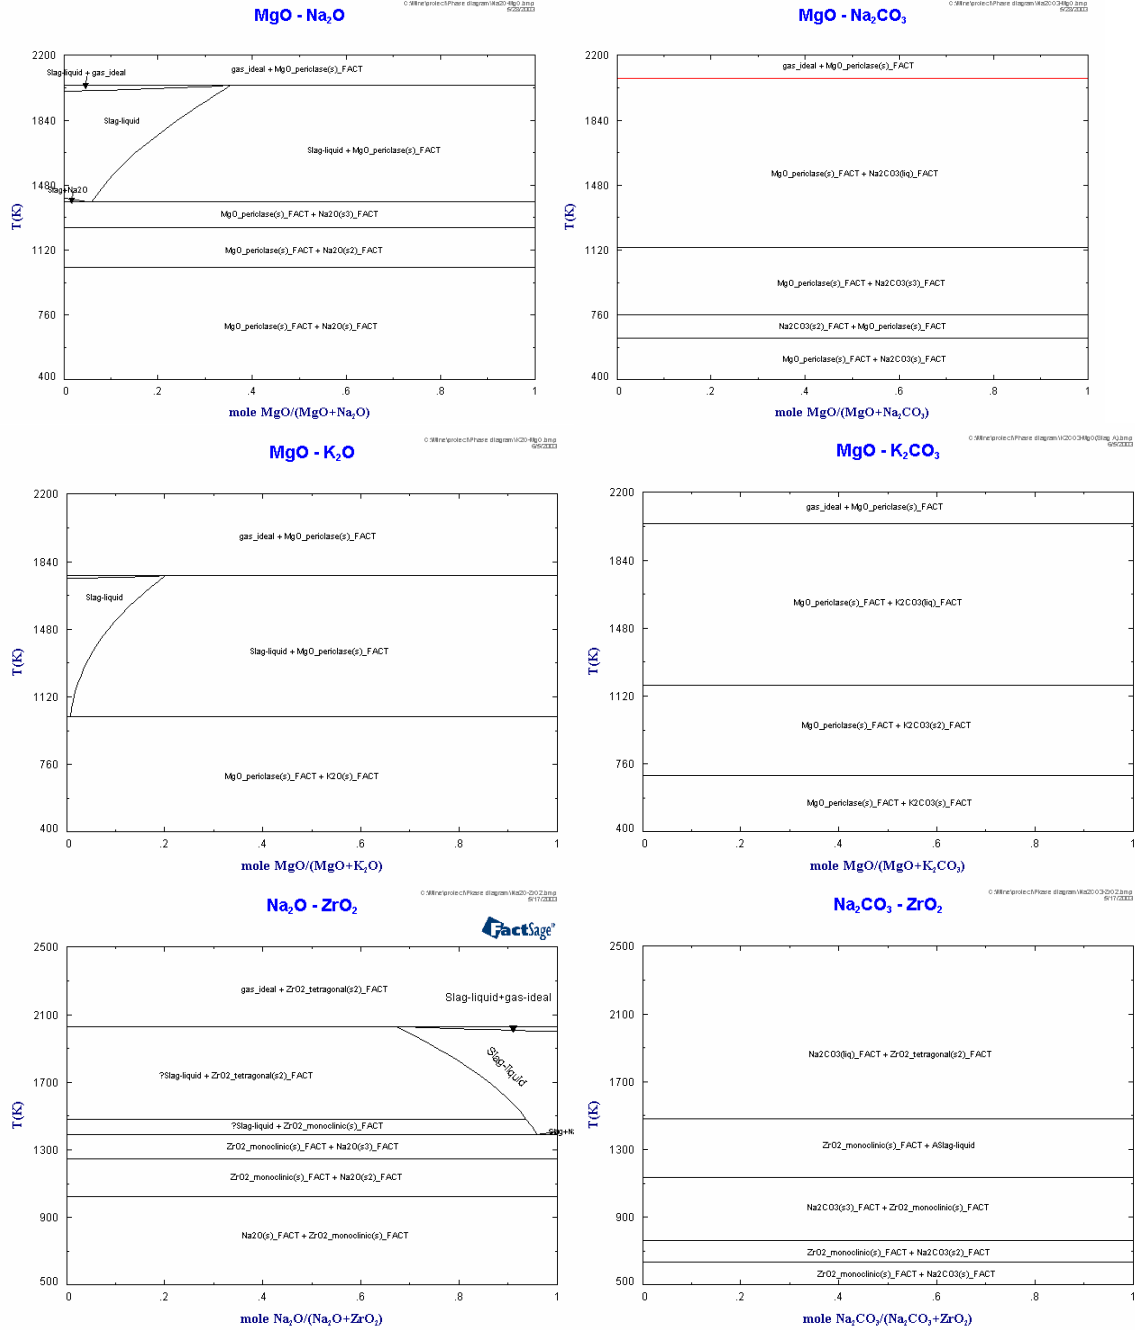 MgO - Na₂O
MgO - Na₂CO₃
2200
1840
1480
1120
760
400
T(K)
gas_ideal + MgO_periclase(s)_FACT
Slag-liquid + gas_ideal
Slag-liquid
Slag-liquid + MgO_periclase(s)_FACT
Slag+Na2O
MgO_periclase(s)_FACT + Na2O(s3)_FACT
MgO_periclase(s)_FACT + Na2O(s2)_FACT
MgO_periclase(s)_FACT + Na2O(s)_FACT
0 .2 .4 .6 .8 1
mole MgO/(MgO+Na₂O)
2200
1840
1480
1120
760
400
T(K)
gas_ideal + MgO_periclase(s)_FACT
MgO_periclase(s)_FACT + Na2CO3(liq)_FACT
MgO_periclase(s)_FACT + Na2CO3(s3)_FACT
Na2CO3(s2)_FACT + MgO_periclase(s)_FACT
MgO_periclase(s)_FACT + Na2CO3(s)_FACT
0 .2 .4 .6 .8 1
mole MgO/(MgO+Na₂CO₃)
MgO - K₂O
MgO - K₂CO₃
2200
1840
1480
1120
760
400
T(K)
gas_ideal + MgO_periclase(s)_FACT
Slag-liquid
Slag-liquid + MgO_periclase(s)_FACT
MgO_periclase(s)_FACT + K2O(s)_FACT
0 .2 .4 .6 .8 1
mole MgO/(MgO+K₂O)
2200
1840
1480
1120
760
400
T(K)
gas_ideal + MgO_periclase(s)_FACT
MgO_periclase(s)_FACT + K2CO3(liq)_FACT
MgO_periclase(s)_FACT + K2CO3(s2)_FACT
MgO_periclase(s)_FACT + K2CO3(s)_FACT
0 .2 .4 .6 .8 1
mole MgO/(MgO+K₂CO₃)
Na₂O - ZrO₂
Na₂CO₃ - ZrO₂
FactSage®
2500
2100
1700
1300
900
500
T(K)
gas_ideal + ZrO2_tetragonal(s2)_FACT
Slag-liquid+gas-ideal
Slag-liquid
?Slag-liquid + ZrO2_tetragonal(s2)_FACT
?Slag-liquid + ZrO2_monoclinic(s)_FACT
Slag+N
ZrO2_monoclinic(s)_FACT + Na2O(s3)_FACT
ZrO2_monoclinic(s)_FACT + Na2O(s2)_FACT
Na2O(s)_FACT + ZrO2_monoclinic(s)_FACT
0 .2 .4 .6 .8 1
mole Na₂O/(Na₂O+ZrO₂)
2500
2100
1700
1300
900
500
T(K)
Na2CO3(liq)_FACT + ZrO2_tetragonal(s2)_FACT
ZrO2_monoclinic(s)_FACT + ASlag-liquid
Na2CO3(s3)_FACT + ZrO2_monoclinic(s)_FACT
ZrO2_monoclinic(s)_FACT + Na2CO3(s2)_FACT
ZrO2_monoclinic(s)_FACT + Na2CO3(s)_FACT
0 .2 .4 .6 .8 1
mole Na₂CO₃/(Na₂CO₃+ZrO₂)